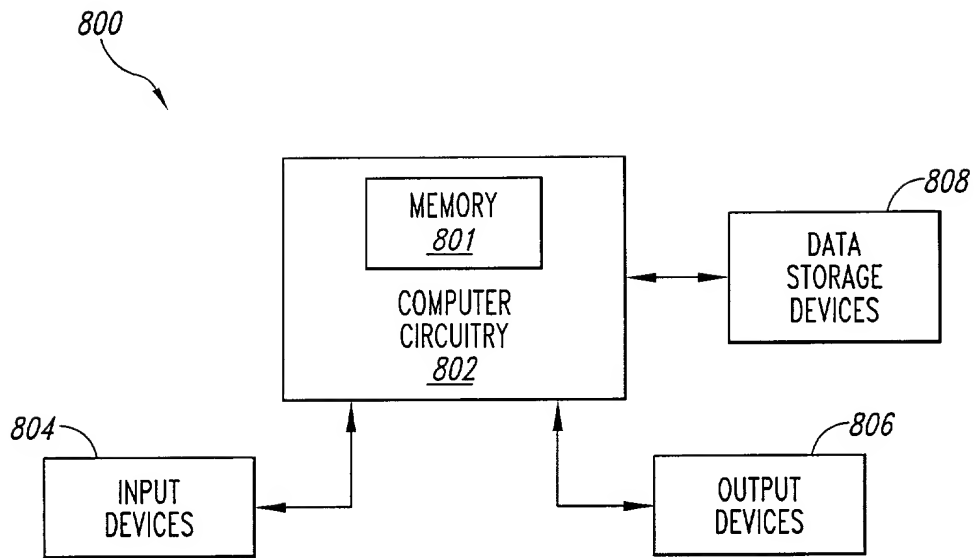 800
MEMORY
801
COMPUTER
CIRCUITRY
802
808
DATA
STORAGE
DEVICES
804
INPUT
DEVICES
806
OUTPUT
DEVICES